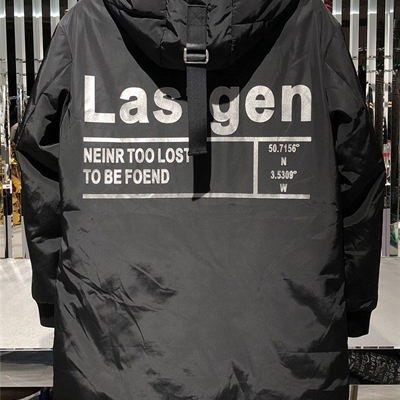 Las gen
NEINR TOO LOST
TO BE FOEND
50.7156°
N
3.5309°
W